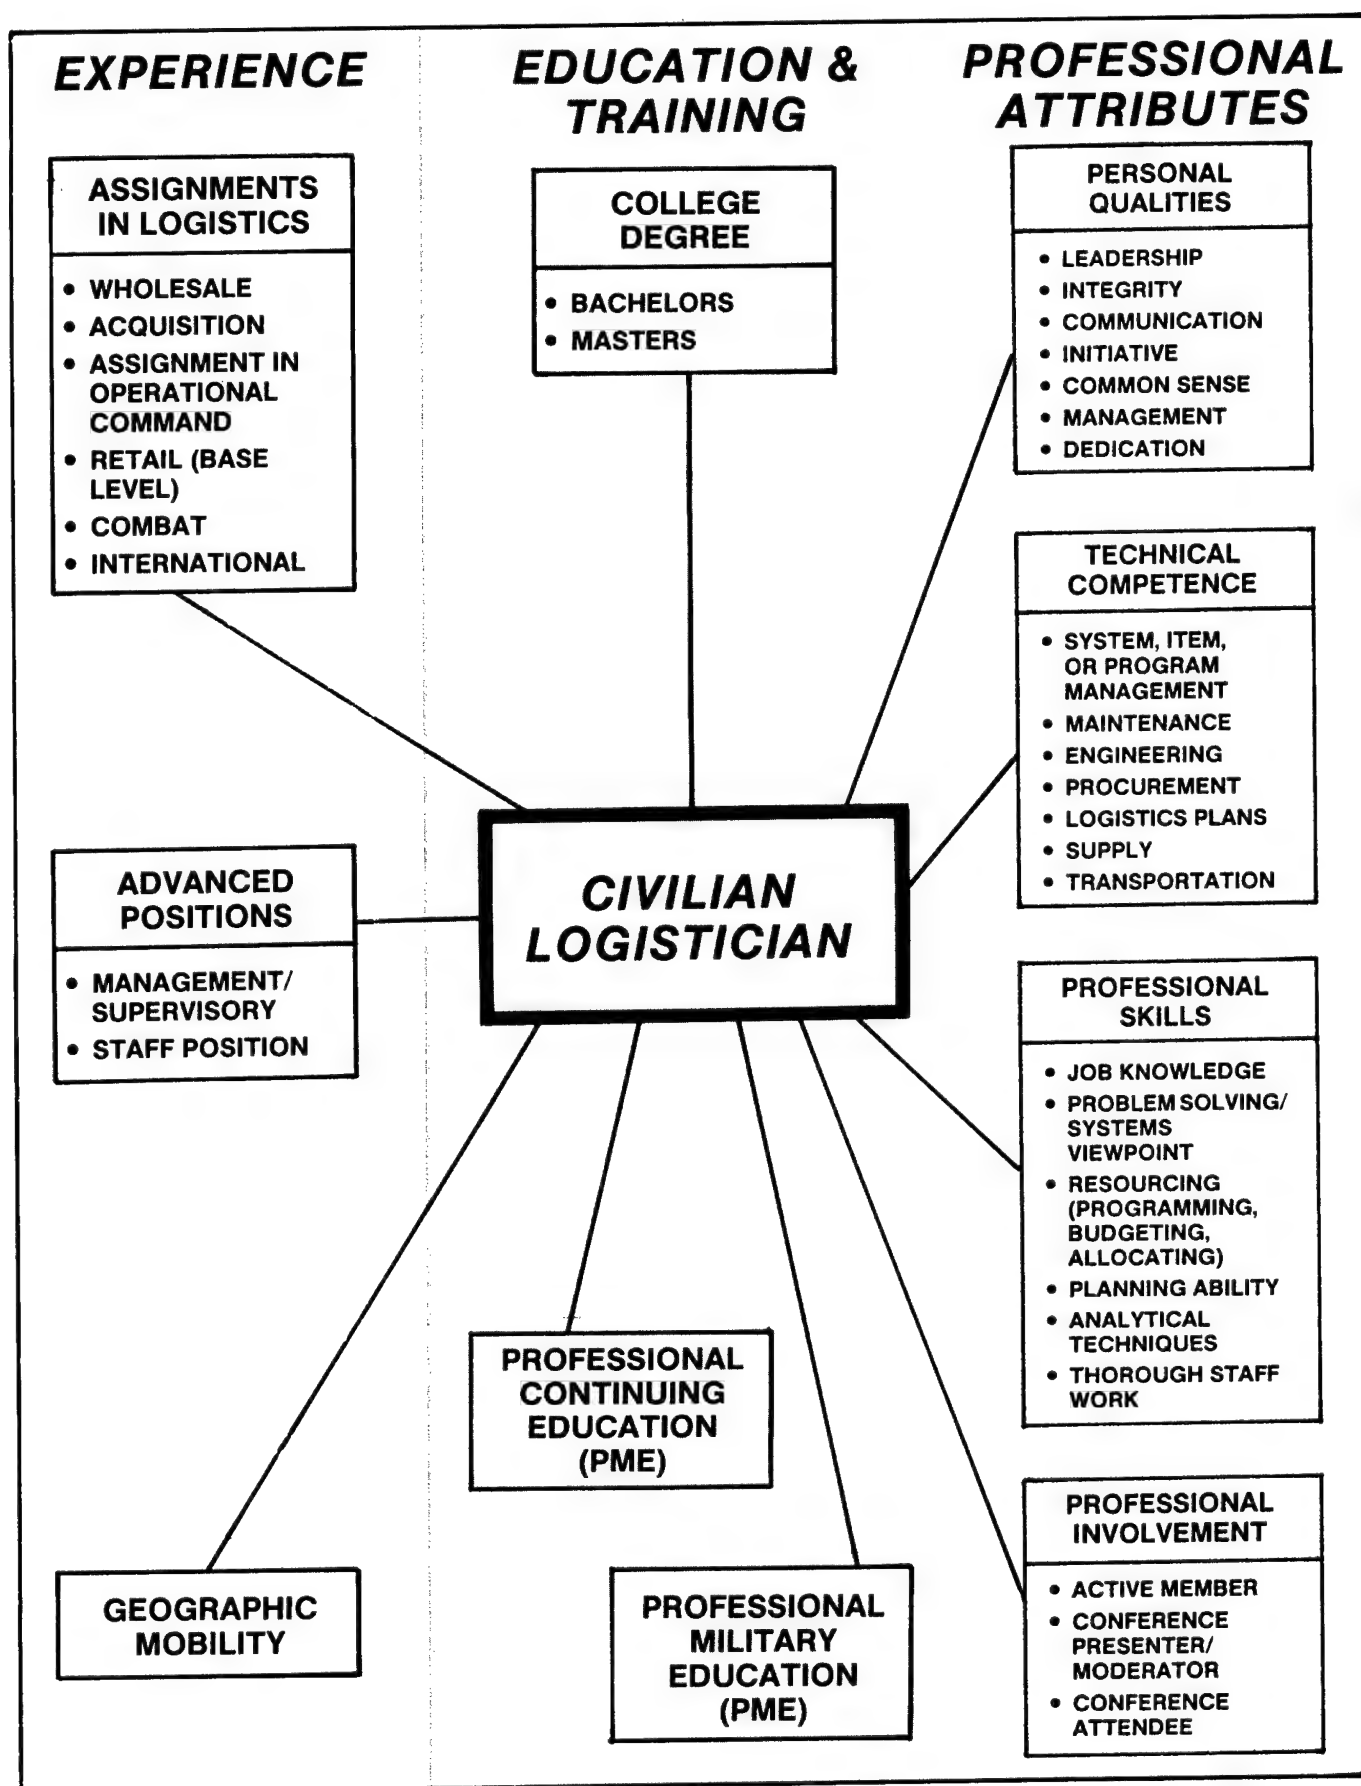 EXPERIENCE
ASSIGNMENTS
IN LOGISTICS
• WHOLESALE
• ACQUISITION
• ASSIGNMENT IN
OPERATIONAL
COMMAND
• RETAIL (BASE
LEVEL)
• COMBAT
• INTERNATIONAL
ADVANCED
POSITIONS
• MANAGEMENT/
SUPERVISORY
• STAFF POSITION
GEOGRAPHIC
MOBILITY
EDUCATION &
TRAINING
COLLEGE
DEGREE
• BACHELORS
• MASTERS
CIVILIAN
LOGISTICIAN
PROFESSIONAL
CONTINUING
EDUCATION
(PME)
PROFESSIONAL
MILITARY
EDUCATION
(PME)
PROFESSIONAL
ATTRIBUTES
PERSONAL
QUALITIES
• LEADERSHIP
• INTEGRITY
• COMMUNICATION
• INITIATIVE
• COMMON SENSE
• MANAGEMENT
• DEDICATION
TECHNICAL
COMPETENCE
• SYSTEM, ITEM,
OR PROGRAM
MANAGEMENT
• MAINTENANCE
• ENGINEERING
• PROCUREMENT
• LOGISTICS PLANS
• SUPPLY
• TRANSPORTATION
PROFESSIONAL
SKILLS
• JOB KNOWLEDGE
• PROBLEM SOLVING/
SYSTEMS
VIEWPOINT
• RESOURCING
(PROGRAMMING,
BUDGETING,
ALLOCATING)
• PLANNING ABILITY
• ANALYTICAL
TECHNIQUES
• THOROUGH STAFF
WORK
PROFESSIONAL
INVOLVEMENT
• ACTIVE MEMBER
• CONFERENCE
PRESENTER/
MODERATOR
• CONFERENCE
ATTENDEE